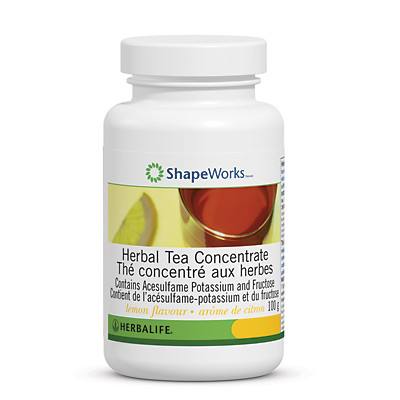 ShapeWorks
Herbal Tea Concentrate
Thé concentré aux herbes
Contains Acesulfame Potassium and Fructose
Contient de l'acésulfame-potassium et du fructose
lemon flavour • arôme de citron 100 g
HERBALIFE.